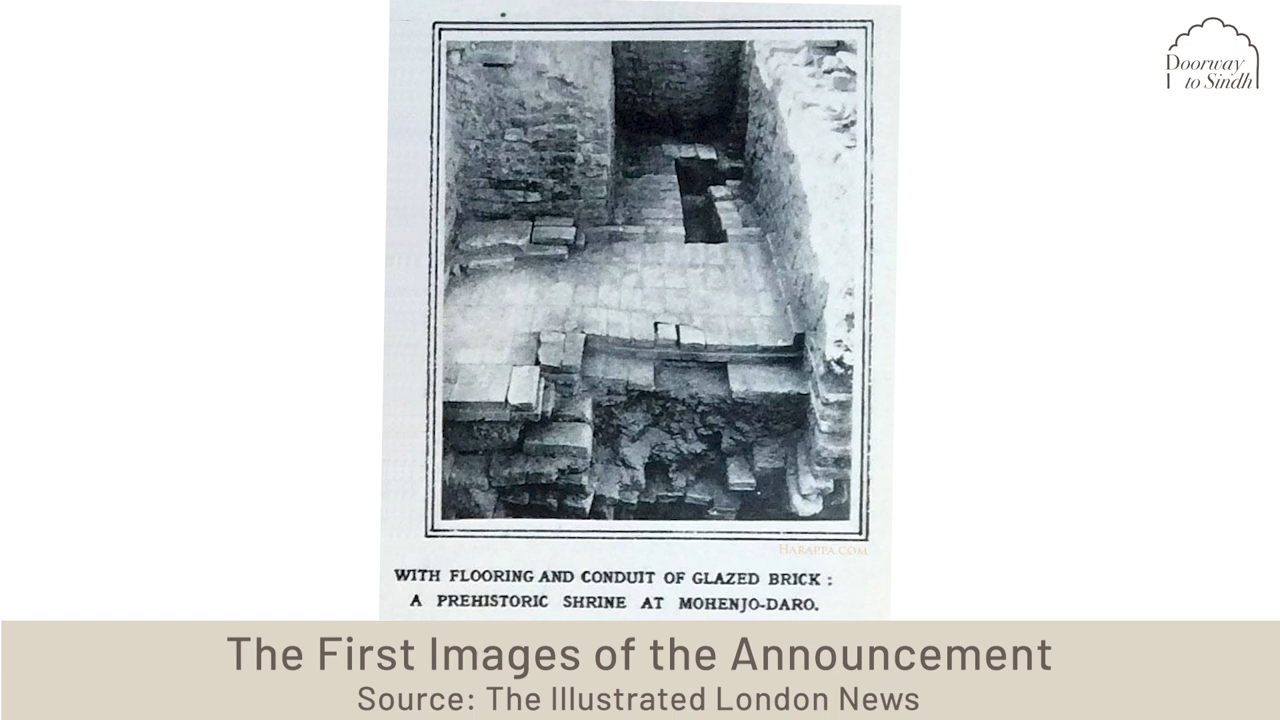 Doorway
to Sindh
HARAPPA.COM
WITH FLOORING AND CONDUIT OF GLAZED BRICK :
A PREHISTORIC SHRINE AT MOHENJO-DARO.
The First Images of the Announcement
Source: The Illustrated London News